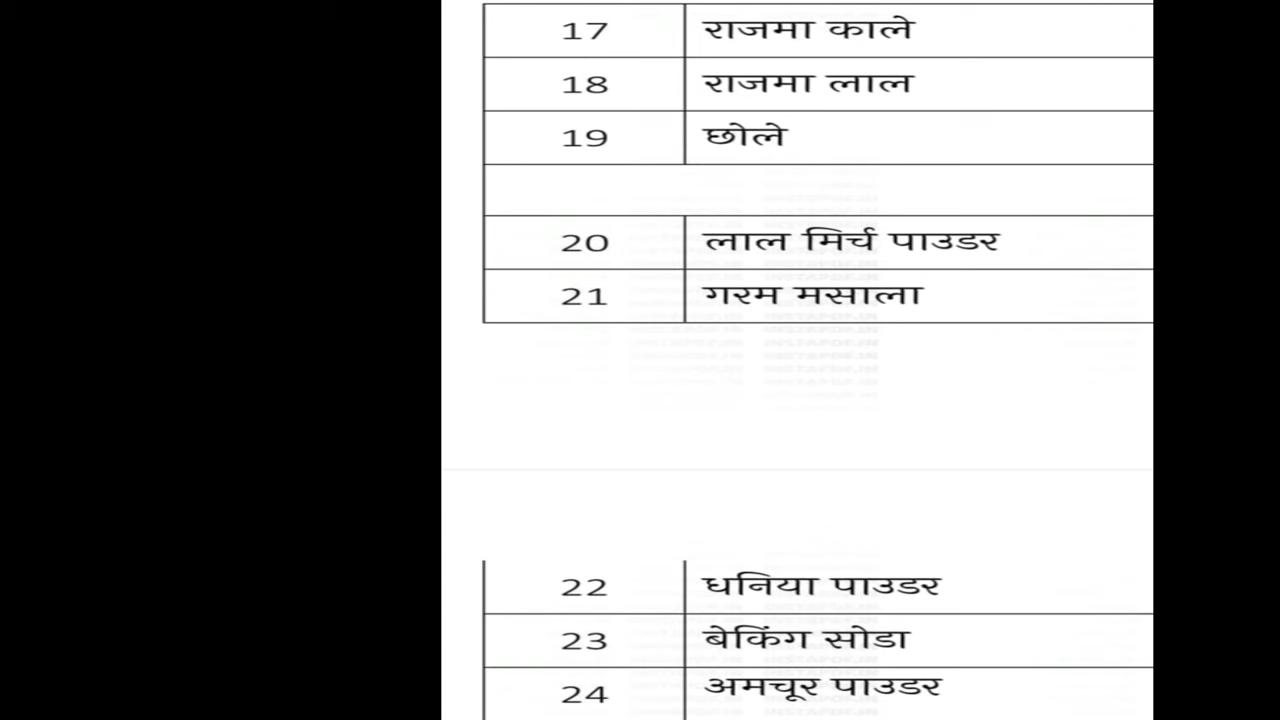 17 राजमा काले
18 राजमा लाल
19 छोले
20 लाल मिर्च पाउडर
21 गरम मसाला
22 धनिया पाउडर
23 बेकिंग सोडा
24 अमचूर पाउडर